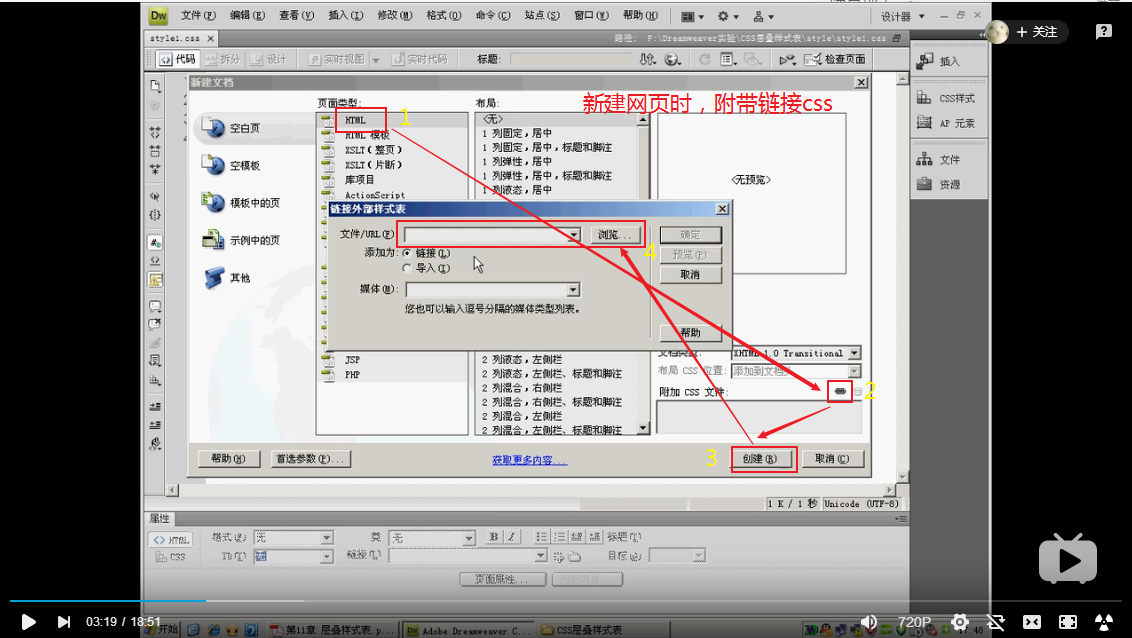 Dw 文件(F) 编辑(E) 查看(V) 插入(I) 修改(M) 格式(O) 命令(C) 站点(S) 窗口(W) 帮助(H) 设计器
+ 关注
style1.css 路径: F:\Dreamweaver实验\CSS层叠样式表\style\style1.css
代码 拆分 设计 实时视图 实时代码 标题: 检查页面
插入
CSS样式
AP 元素
文件
资源
新建文档
新建网页时，附带链接css
页面类型: 布局:
空白页
空模板
模板中的页
示例中的页
其他
HTML 1
HTML 模板
XSLT(整页)
XSLT(片断)
库项目
ActionScript
<无>
1 列固定,居中
1 列固定,居中,标题和脚注
1 列弹性,居中
1 列弹性,居中,标题和脚注
1 列液态,居中
<无预览>
链接外部样式表
文件/URL(F): 浏览... 确定
4
添加为: 链接(L) 预览(P)
导入(I) 取消
媒体(M):
您也可以输入逗号分隔的媒体类型列表。
帮助
JSP
PHP
2 列液态,左侧栏
2 列液态,左侧栏、标题和脚注
2 列混合,右侧栏
2 列混合,右侧栏、标题和脚注
2 列混合,左侧栏
2 列混合,左侧栏、标题和脚注
文档类型: XHTML 1.0 Transitional
布局 CSS 位置: 添加到文档头
附加 CSS 文件: 2
帮助(H) 首选参数(P)... 获取更多内容... 3 创建(R) 取消(C)
1 K / 1 秒 Unicode (UTF-8)
属性
<> HTML 格式(F) 无 类 无 B I 标题(T)
CSS ID(I) 无 链接(L) 目标(G)
页面属性...
03:19 / 18:51 720P
开始 第11章 层叠样式表.p... Adobe Dreamweaver C... CSS层叠样式表 17:48